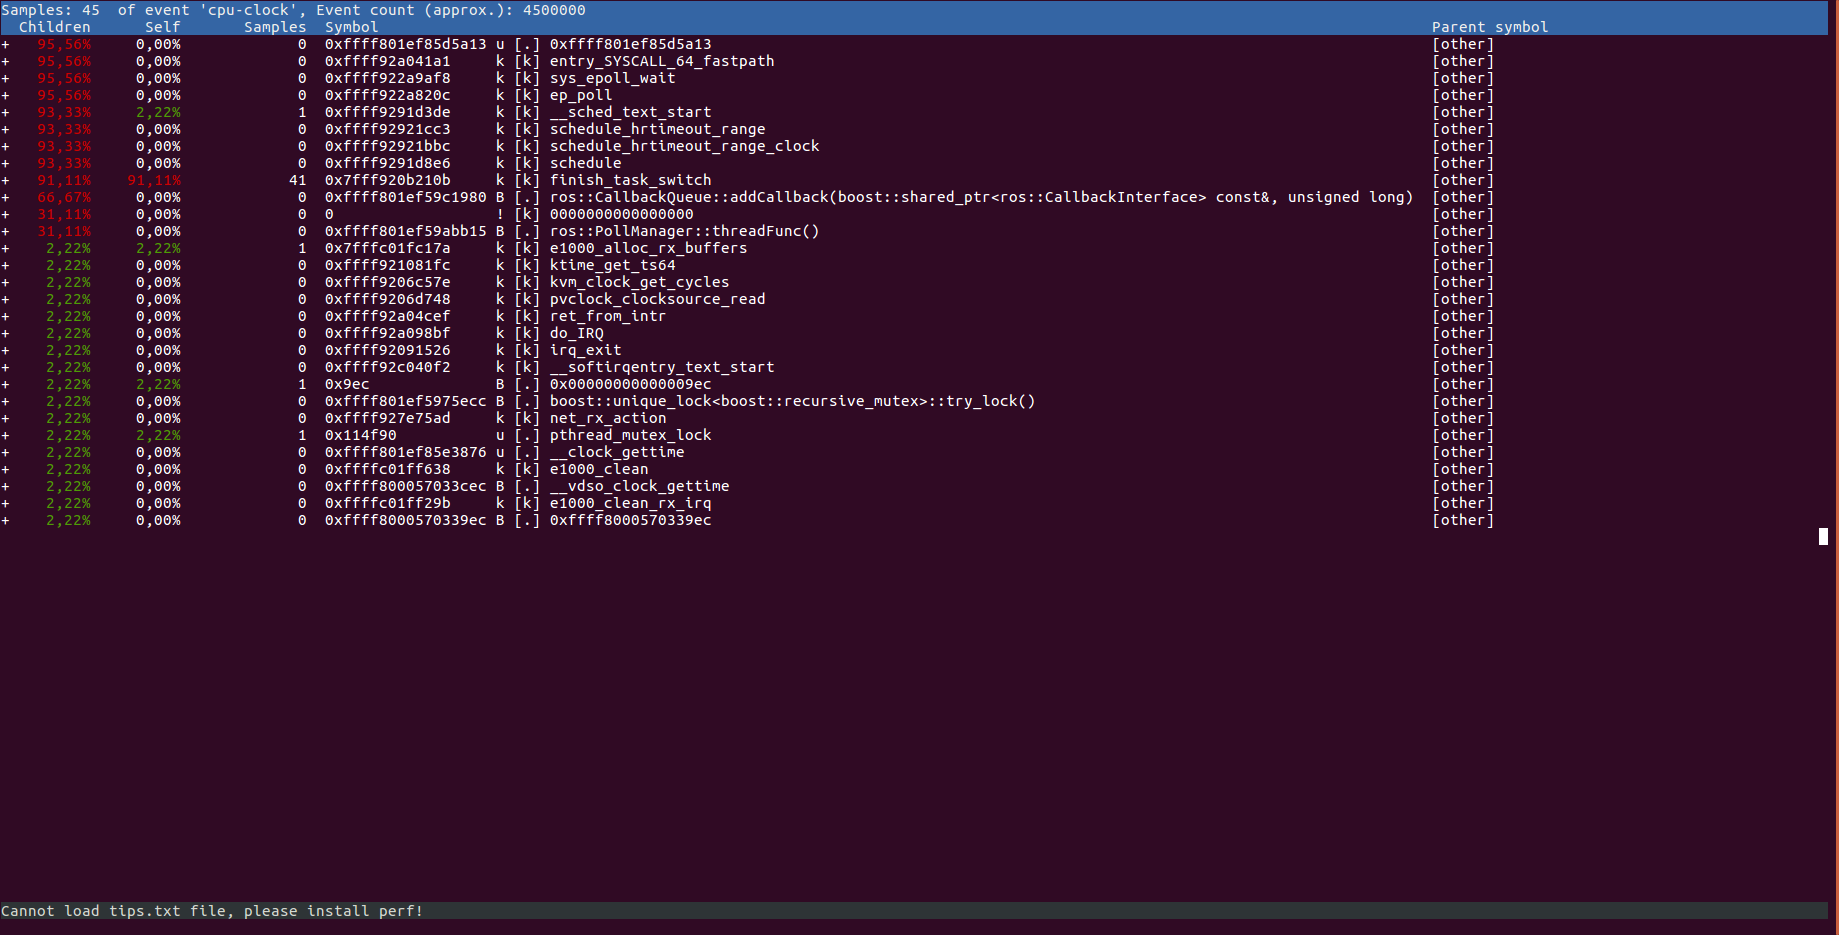 Samples: 45  of event 'cpu-clock', Event count (approx.): 4500000
  Children      Self       Samples  Symbol                                                                                                                     Parent symbol
+   95,56%     0,00%             0  0xffff801ef85d5a13 u [.] 0xffff801ef85d5a13                                                                                [other]
+   95,56%     0,00%             0  0xffff92a041a1     k [k] entry_SYSCALL_64_fastpath                                                                         [other]
+   95,56%     0,00%             0  0xffff922a9af8     k [k] sys_epoll_wait                                                                                    [other]
+   95,56%     0,00%             0  0xffff922a820c     k [k] ep_poll                                                                                           [other]
+   93,33%     2,22%             1  0xffff9291d3de     k [k] __sched_text_start                                                                                [other]
+   93,33%     0,00%             0  0xffff92921cc3     k [k] schedule_hrtimeout_range                                                                          [other]
+   93,33%     0,00%             0  0xffff92921bbc     k [k] schedule_hrtimeout_range_clock                                                                    [other]
+   93,33%     0,00%             0  0xffff9291d8e6     k [k] schedule                                                                                          [other]
+   91,11%    91,11%            41  0x7fff920b210b     k [k] finish_task_switch                                                                                [other]
+   66,67%     0,00%             0  0xffff801ef59c1980 B [.] ros::CallbackQueue::addCallback(boost::shared_ptr<ros::CallbackInterface> const&, unsigned long)  [other]
+   31,11%     0,00%             0  0                  ! [k] 0000000000000000                                                                                  [other]
+   31,11%     0,00%             0  0xffff801ef59abb15 B [.] ros::PollManager::threadFunc()                                                                    [other]
+    2,22%     2,22%             1  0x7fffc01fc17a     k [k] e1000_alloc_rx_buffers                                                                            [other]
+    2,22%     0,00%             0  0xffff921081fc     k [k] ktime_get_ts64                                                                                    [other]
+    2,22%     0,00%             0  0xffff9206c57e     k [k] kvm_clock_get_cycles                                                                              [other]
+    2,22%     0,00%             0  0xffff9206d748     k [k] pvclock_clocksource_read                                                                          [other]
+    2,22%     0,00%             0  0xffff92a04cef     k [k] ret_from_intr                                                                                     [other]
+    2,22%     0,00%             0  0xffff92a098bf     k [k] do_IRQ                                                                                            [other]
+    2,22%     0,00%             0  0xffff92091526     k [k] irq_exit                                                                                          [other]
+    2,22%     0,00%             0  0xffff92c040f2     k [k] __softirqentry_text_start                                                                         [other]
+    2,22%     2,22%             1  0x9ec              B [.] 0x00000000000009ec                                                                                [other]
+    2,22%     0,00%             0  0xffff801ef5975ecc B [.] boost::unique_lock<boost::recursive_mutex>::try_lock()                                            [other]
+    2,22%     0,00%             0  0xffff927e75ad     k [k] net_rx_action                                                                                     [other]
+    2,22%     2,22%             1  0x114f90           u [.] pthread_mutex_lock                                                                                [other]
+    2,22%     0,00%             0  0xffff801ef85e3876 u [.] __clock_gettime                                                                                   [other]
+    2,22%     0,00%             0  0xffffc01ff638     k [k] e1000_clean                                                                                       [other]
+    2,22%     0,00%             0  0xffff800057033cec B [.] __vdso_clock_gettime                                                                              [other]
+    2,22%     0,00%             0  0xffffc01ff29b     k [k] e1000_clean_rx_irq                                                                                [other]
+    2,22%     0,00%             0  0xffff8000570339ec B [.] 0xffff8000570339ec                                                                                [other]
Cannot load tips.txt file, please install perf!